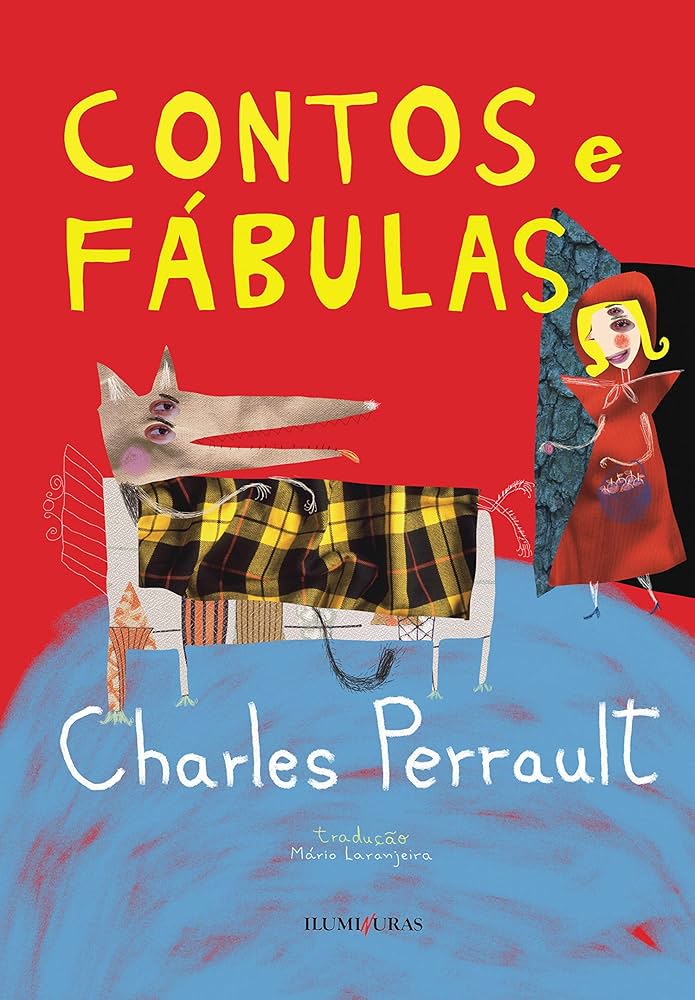 CONTOS e
FÁBULAS
Charles Perrault
tradução
Mário Laranjeira
ILUMINURAS